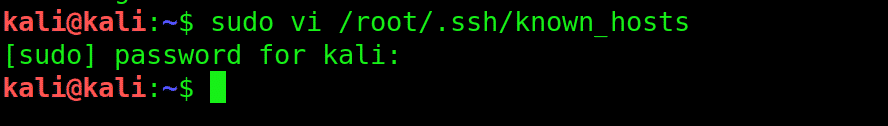 kali@kali:~$ sudo vi /root/.ssh/known_hosts
[sudo] password for kali:
kali@kali:~$